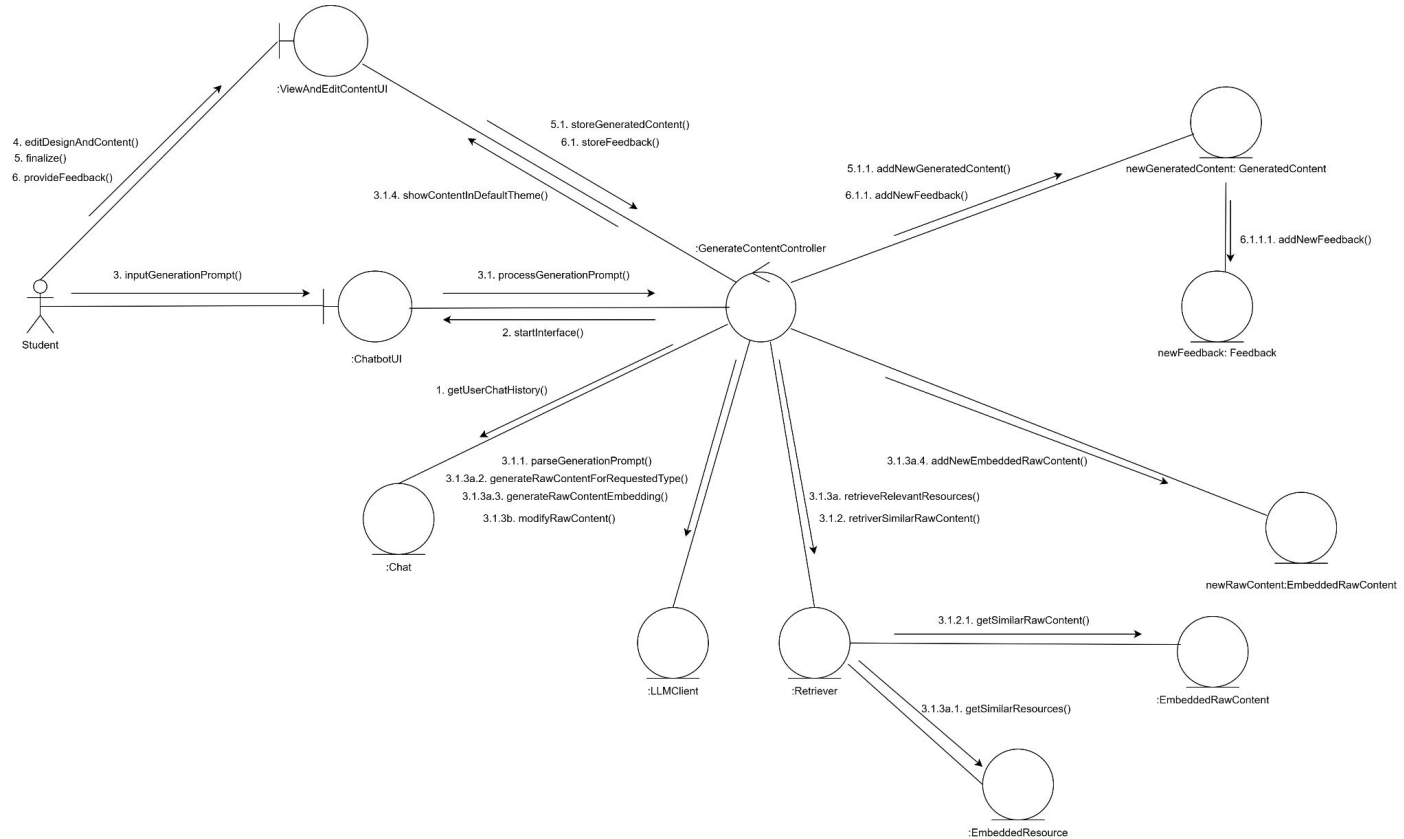 :ViewAndEditContentUI
4. editDesignAndContent()
5. finalize()
6. provideFeedback()
5.1. storeGeneratedContent()
6.1. storeFeedback()
3.1.4. showContentInDefaultTheme()
5.1.1. addNewGeneratedContent()
6.1.1. addNewFeedback()
newGeneratedContent: GeneratedContent
6.1.1.1. addNewFeedback()
newFeedback: Feedback
:GenerateContentController
3. inputGenerationPrompt()
3.1. processGenerationPrompt()
2. startInterface()
Student
:ChatbotUI
1. getUserChatHistory()
3.1.1. parseGenerationPrompt()
3.1.3a.2. generateRawContentForRequestedType()
3.1.3a.3. generateRawContentEmbedding()
3.1.3b. modifyRawContent()
3.1.3a. retrieveRelevantResources()
3.1.2. retriverSimilarRawContent()
3.1.3a.4. addNewEmbeddedRawContent()
:Chat
newRawContent:EmbeddedRawContent
3.1.2.1. getSimilarRawContent()
:LLMClient
:Retriever
:EmbeddedRawContent
3.1.3a.1. getSimilarResources()
:EmbeddedResource